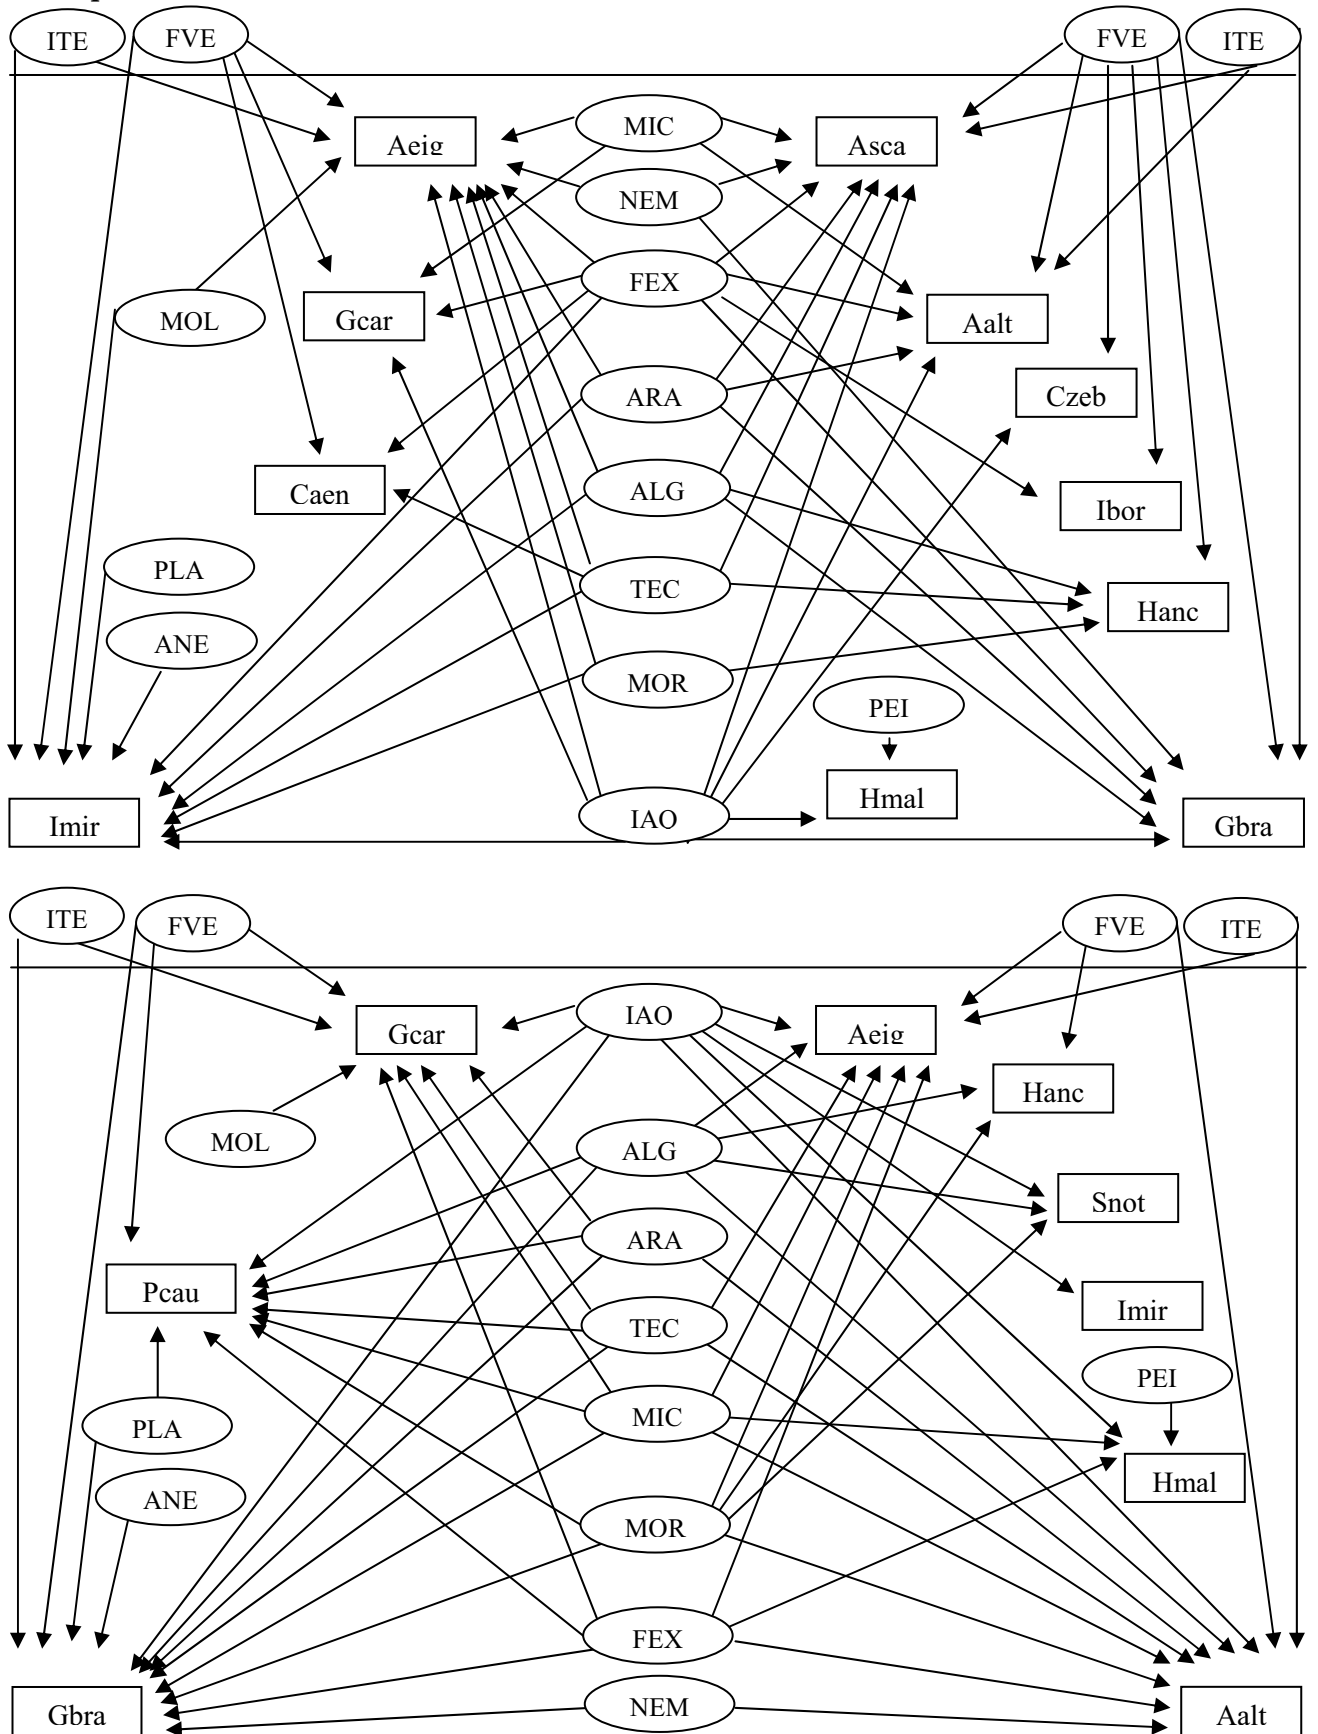 ITE FVE FVE ITE
MIC
Aeig Asca
NEM
FEX
MOL Gcar Aalt
ARA
Czeb
Caen ALG
Ibor
PLA TEC
Hanc
ANE
MOR
PEI
Hmal
Imir IAO Gbra
ITE FVE FVE ITE
IAO
Gcar Aeig
Hanc
MOL ALG
Snot
ARA
Pcau
TEC Imir
PEI
PLA MIC
Hmal
ANE
MOR
FEX
NEM
Gbra Aalt